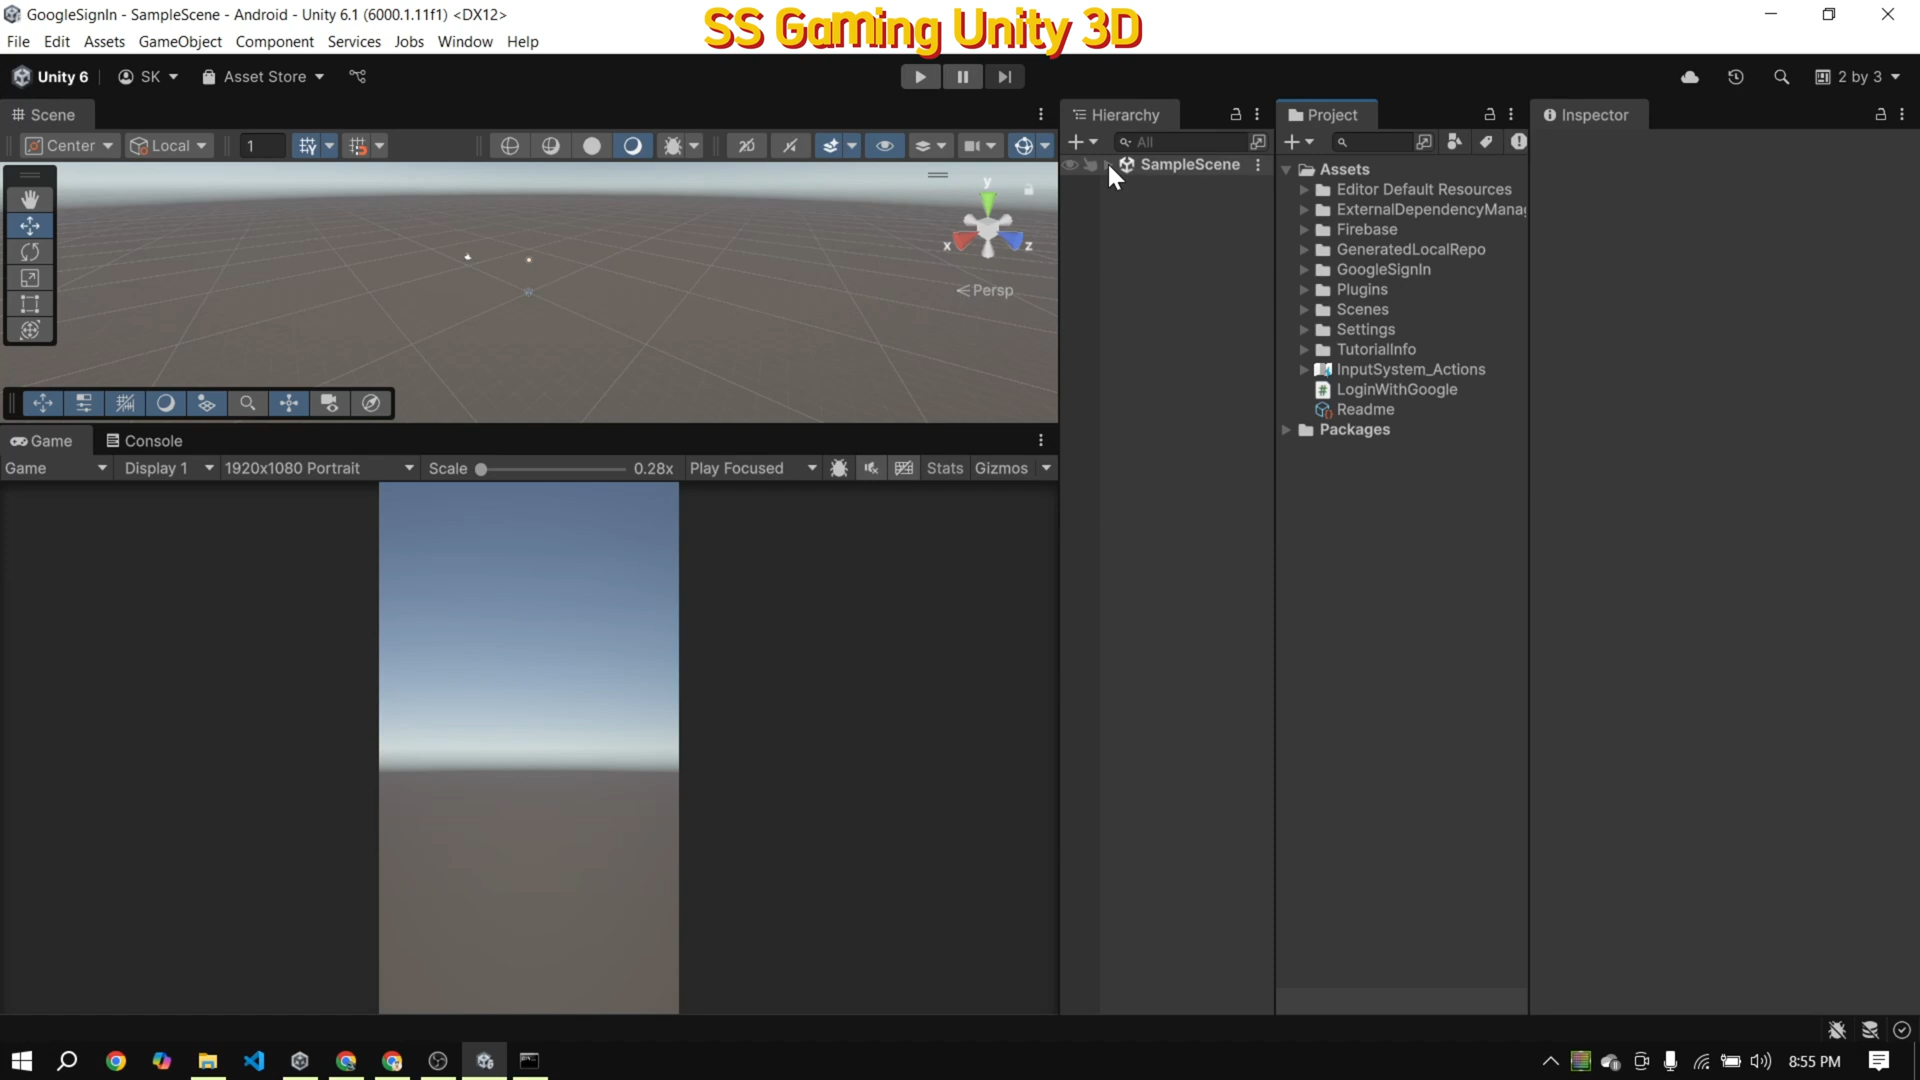 GoogleSignIn - SampleScene - Android - Unity 6.1 (6000.1.11f1) <DX12>
SS Gaming Unity 3D
File Edit Assets GameObject Component Services Jobs Window Help
Unity 6 SK Asset Store 2 by 3
Scene
Center Local 1
Hierarchy
All
SampleScene
y
x z
Persp
Project
Assets
Editor Default Resources
ExternalDependencyManag
Firebase
GeneratedLocalRepo
GoogleSignIn
Plugins
Scenes
Settings
TutorialInfo
InputSystem_Actions
LoginWithGoogle
Readme
Packages
Inspector
Game Console
Game Display 1 1920x1080 Portrait Scale 0.28x Play Focused Stats Gizmos
8:55 PM